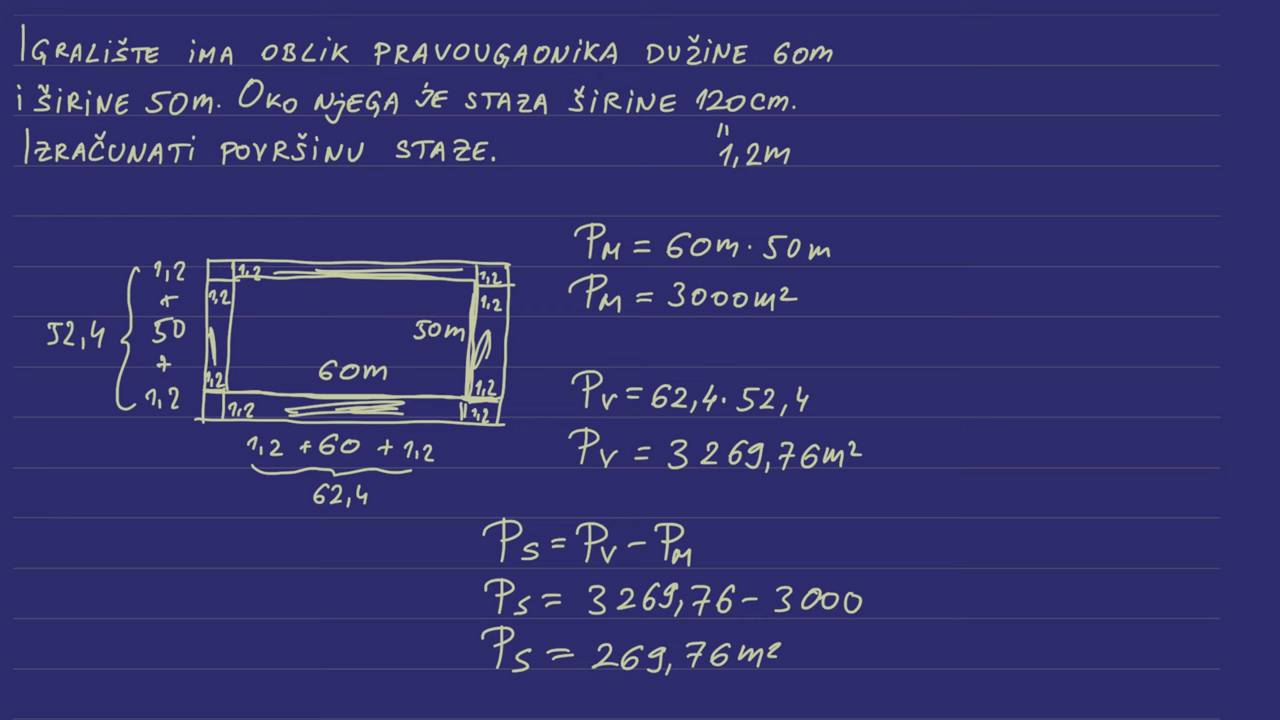 IGRALIŠTE IMA OBLIK PRAVOUGAONIKA DUŽINE 60m
I ŠIRINE 50m. OKO NJEGA JE STAZA ŠIRINE 120cm.
IZRAČUNATI POVRŠINU STAZE.
"
1,2m
1,2
+
50
+
1,2
52,4
1,2 1,2
1,2 1,2
50m
60m
1,2 1,2
1,2 1,2
1,2 + 60 + 1,2
62,4
PM = 60m · 50m
PM = 3000m²
PV = 62,4 · 52,4
PV = 3269,76m²
PS = PV - PM
PS = 3269,76 - 3000
PS = 269,76m²